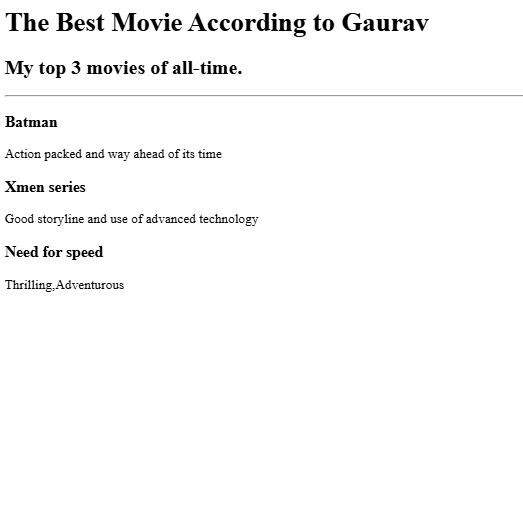 The Best Movie According to Gaurav
My top 3 movies of all-time.
Batman
Action packed and way ahead of its time
Xmen series
Good storyline and use of advanced technology
Need for speed
Thrilling,Adventurous